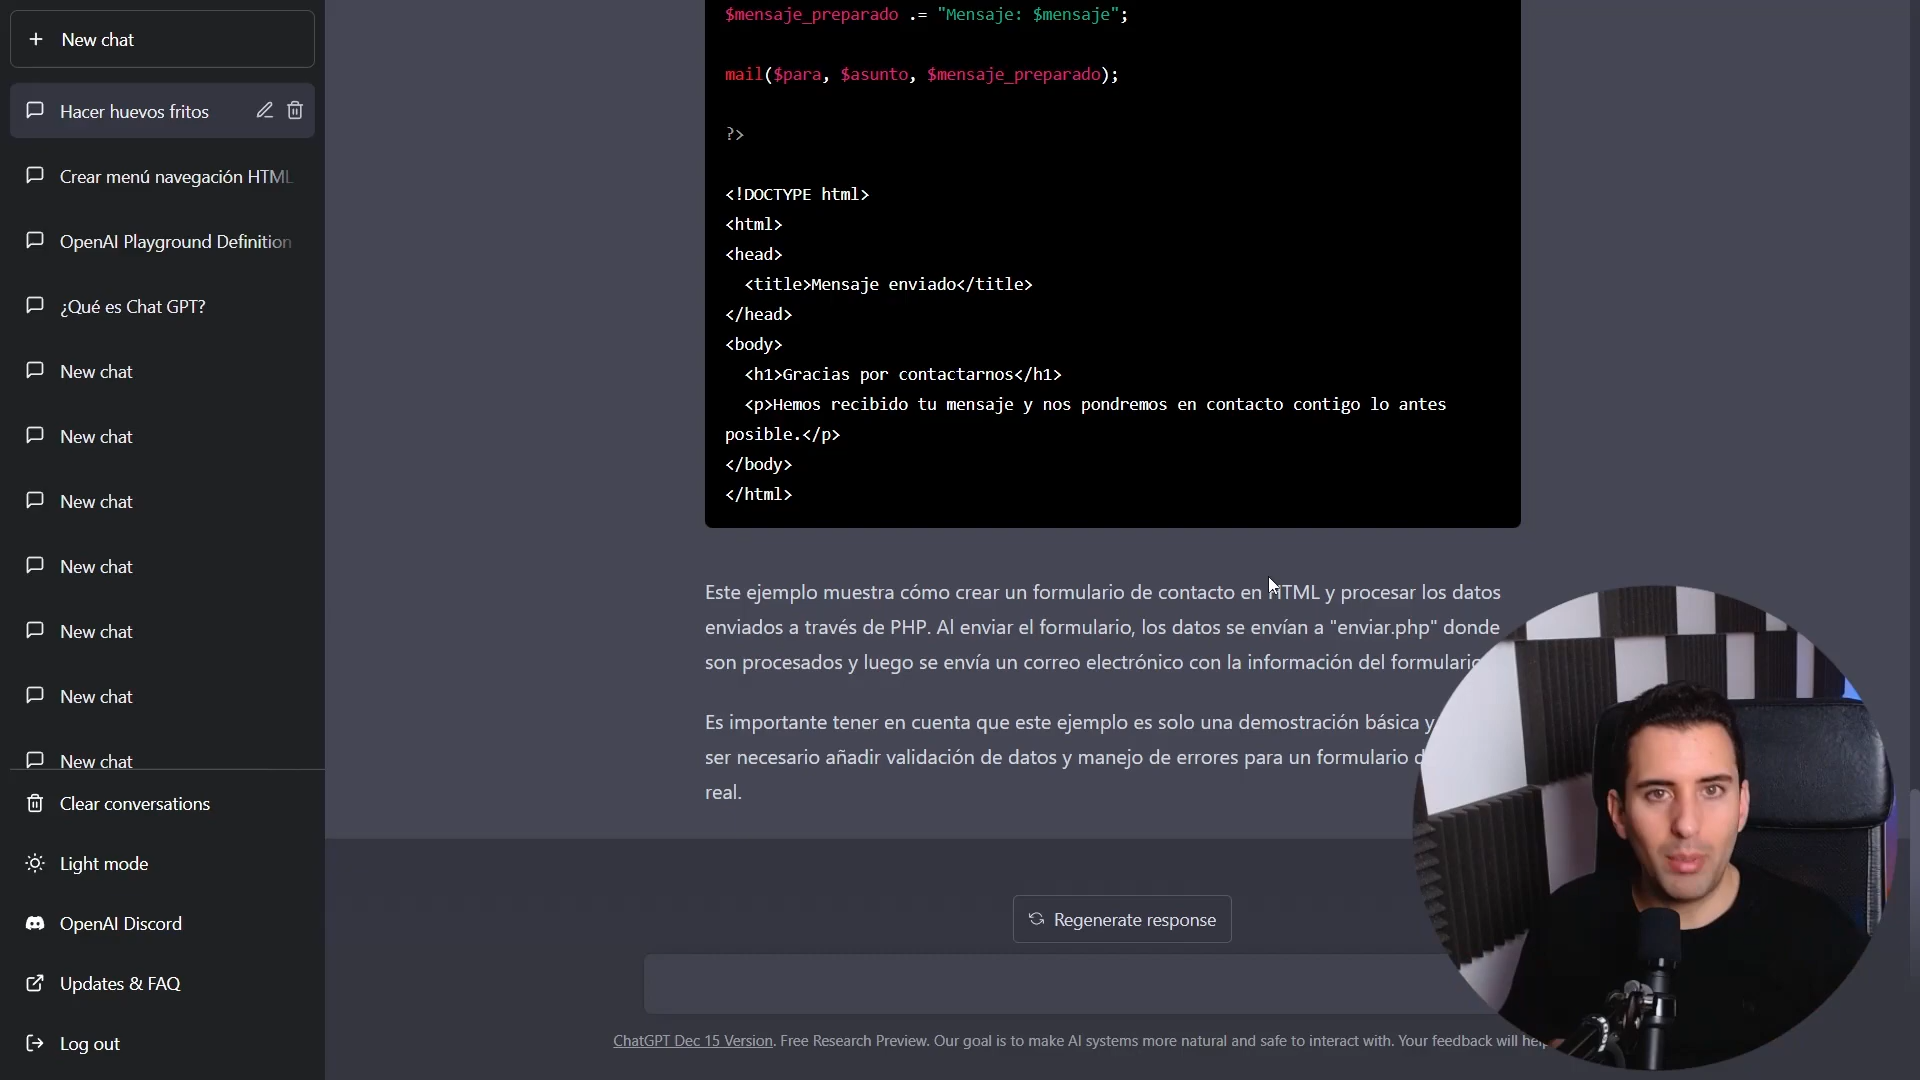 New chat
Hacer huevos fritos
Crear menú navegación HTML
OpenAI Playground Definition
¿Qué es Chat GPT?
New chat
New chat
New chat
New chat
New chat
New chat
New chat
Clear conversations
Light mode
OpenAI Discord
Updates & FAQ
Log out
$mensaje_preparado .= "Mensaje: $mensaje";
mail($para, $asunto, $mensaje_preparado);
?>
<!DOCTYPE html>
<html>
<head>
<title>Mensaje enviado</title>
</head>
<body>
<h1>Gracias por contactarnos</h1>
<p>Hemos recibido tu mensaje y nos pondremos en contacto contigo lo antes
posible.</p>
</body>
</html>
Este ejemplo muestra cómo crear un formulario de contacto en HTML y procesar los datos
enviados a través de PHP. Al enviar el formulario, los datos se envían a "enviar.php" donde
son procesados y luego se envía un correo electrónico con la información del formulario
Es importante tener en cuenta que este ejemplo es solo una demostración básica y
ser necesario añadir validación de datos y manejo de errores para un formulario
real.
Regenerate response
ChatGPT Dec 15 Version. Free Research Preview. Our goal is to make AI systems more natural and safe to interact with. Your feedback will